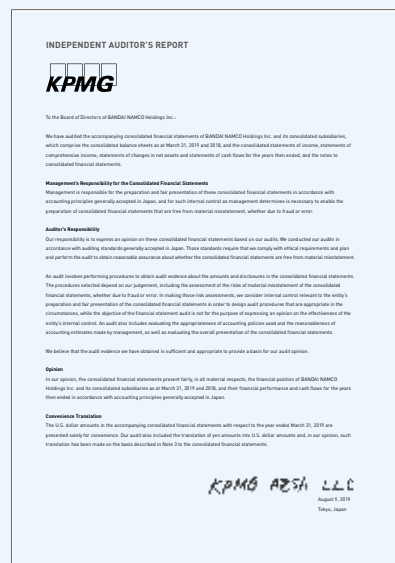 INDEPENDENT AUDITOR'S REPORT
KPMG
To the Board of Directors of BANDAI NAMCO Holdings Inc.:
We have audited the accompanying consolidated financial statements of BANDAI NAMCO Holdings Inc. and its consolidated subsidiaries,
which comprise the consolidated balance sheets as at March 31, 2019 and 2018, and the consolidated statements of income, statements of
comprehensive income, statements of changes in net assets and statements of cash flows for the years then ended, and the notes to
consolidated financial statements.
Management's Responsibility for the Consolidated Financial Statements
Management is responsible for the preparation and fair presentation of these consolidated financial statements in accordance with
accounting principles generally accepted in Japan, and for such internal control as management determines is necessary to enable the
preparation of consolidated financial statements that are free from material misstatement, whether due to fraud or error.
Auditor's Responsibility
Our responsibility is to express an opinion on these consolidated financial statements based on our audits. We conducted our audits in
accordance with auditing standards generally accepted in Japan. Those standards require that we comply with ethical requirements and plan
and perform the audit to obtain reasonable assurance about whether the consolidated financial statements are free from material misstatement.
An audit involves performing procedures to obtain audit evidence about the amounts and disclosures in the consolidated financial statements.
The procedures selected depend on our judgement, including the assessment of the risks of material misstatement of the consolidated
financial statements, whether due to fraud or error. In making those risk assessments, we consider internal control relevant to the entity's
preparation and fair presentation of the consolidated financial statements in order to design audit procedures that are appropriate in the
circumstances, while the objective of the financial statement audit is not for the purpose of expressing an opinion on the effectiveness of the
entity's internal control. An audit also includes evaluating the appropriateness of accounting policies used and the reasonableness of
accounting estimates made by management, as well as evaluating the overall presentation of the consolidated financial statements.
We believe that the audit evidence we have obtained is sufficient and appropriate to provide a basis for our audit opinion.
Opinion
In our opinion, the consolidated financial statements present fairly, in all material respects, the financial position of BANDAI NAMCO
Holdings Inc. and its consolidated subsidiaries as at March 31, 2019 and 2018, and their financial performance and cash flows for the years
then ended in accordance with accounting principles generally accepted in Japan.
Convenience Translation
The U.S. dollar amounts in the accompanying consolidated financial statements with respect to the year ended March 31, 2019 are
presented solely for convenience. Our audit also included the translation of yen amounts into U.S. dollar amounts and, in our opinion, such
translation has been made on the basis described in Note 3 to the consolidated financial statements.
KPMG AZSA LLC
August 9, 2019
Tokyo, Japan